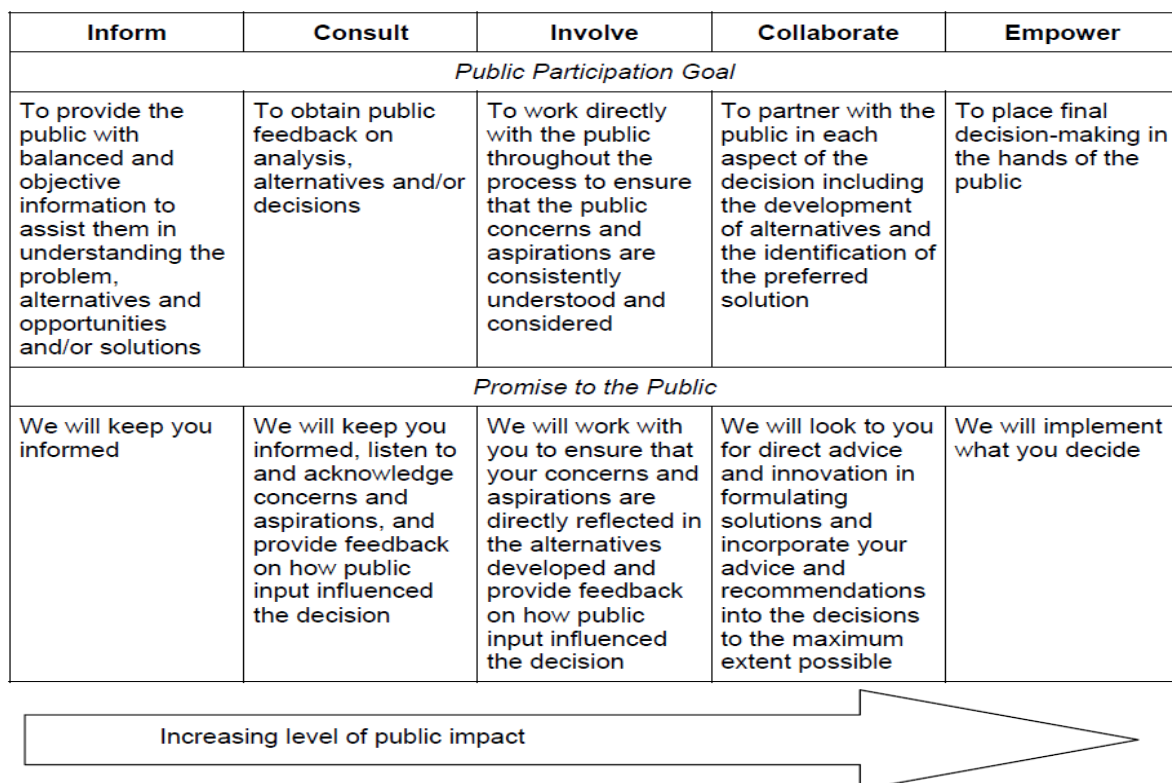 Inform
Consult
Involve
Collaborate
Empower
Public Participation Goal
To provide the
public with
balanced and
objective
information to
assist them in
understanding the
problem,
alternatives and
opportunities
and/or solutions
To obtain public
feedback on
analysis,
alternatives and/or
decisions
To work directly
with the public
throughout the
process to ensure
that the public
concerns and
aspirations are
consistently
understood and
considered
To partner with the
public in each
aspect of the
decision including
the development
of alternatives and
the identification of
the preferred
solution
To place final
decision-making in
the hands of the
public
Promise to the Public
We will keep you
informed
We will keep you
informed, listen to
and acknowledge
concerns and
aspirations, and
provide feedback
on how public
input influenced
the decision
We will work with
you to ensure that
your concerns and
aspirations are
directly reflected in
the alternatives
developed and
provide feedback
on how public
input influenced
the decision
We will look to you
for direct advice
and innovation in
formulating
solutions and
incorporate your
advice and
recommendations
into the decisions
to the maximum
extent possible
We will implement
what you decide
Increasing level of public impact